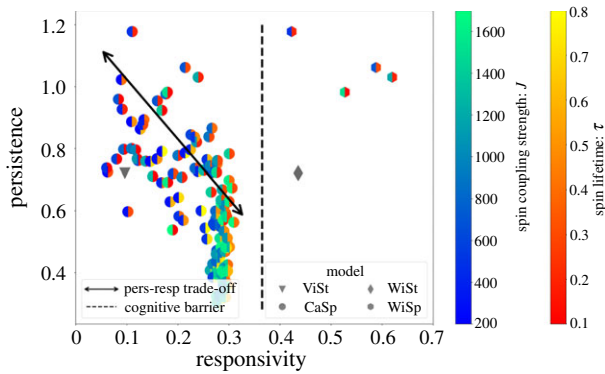 persistence
1.2
1.0
0.8
0.6
0.4
0
0.1
0.2
0.3
0.4
0.5
0.6
0.7
responsivity
pers-resp trade-off
cognitive barrier
model
ViSt
WiSt
CaSp
WiSp
1600
1400
1200
1000
800
600
400
200
spin coupling strength: J
0.8
0.7
0.6
0.5
0.4
0.3
0.2
0.1
spin lifetime: τ